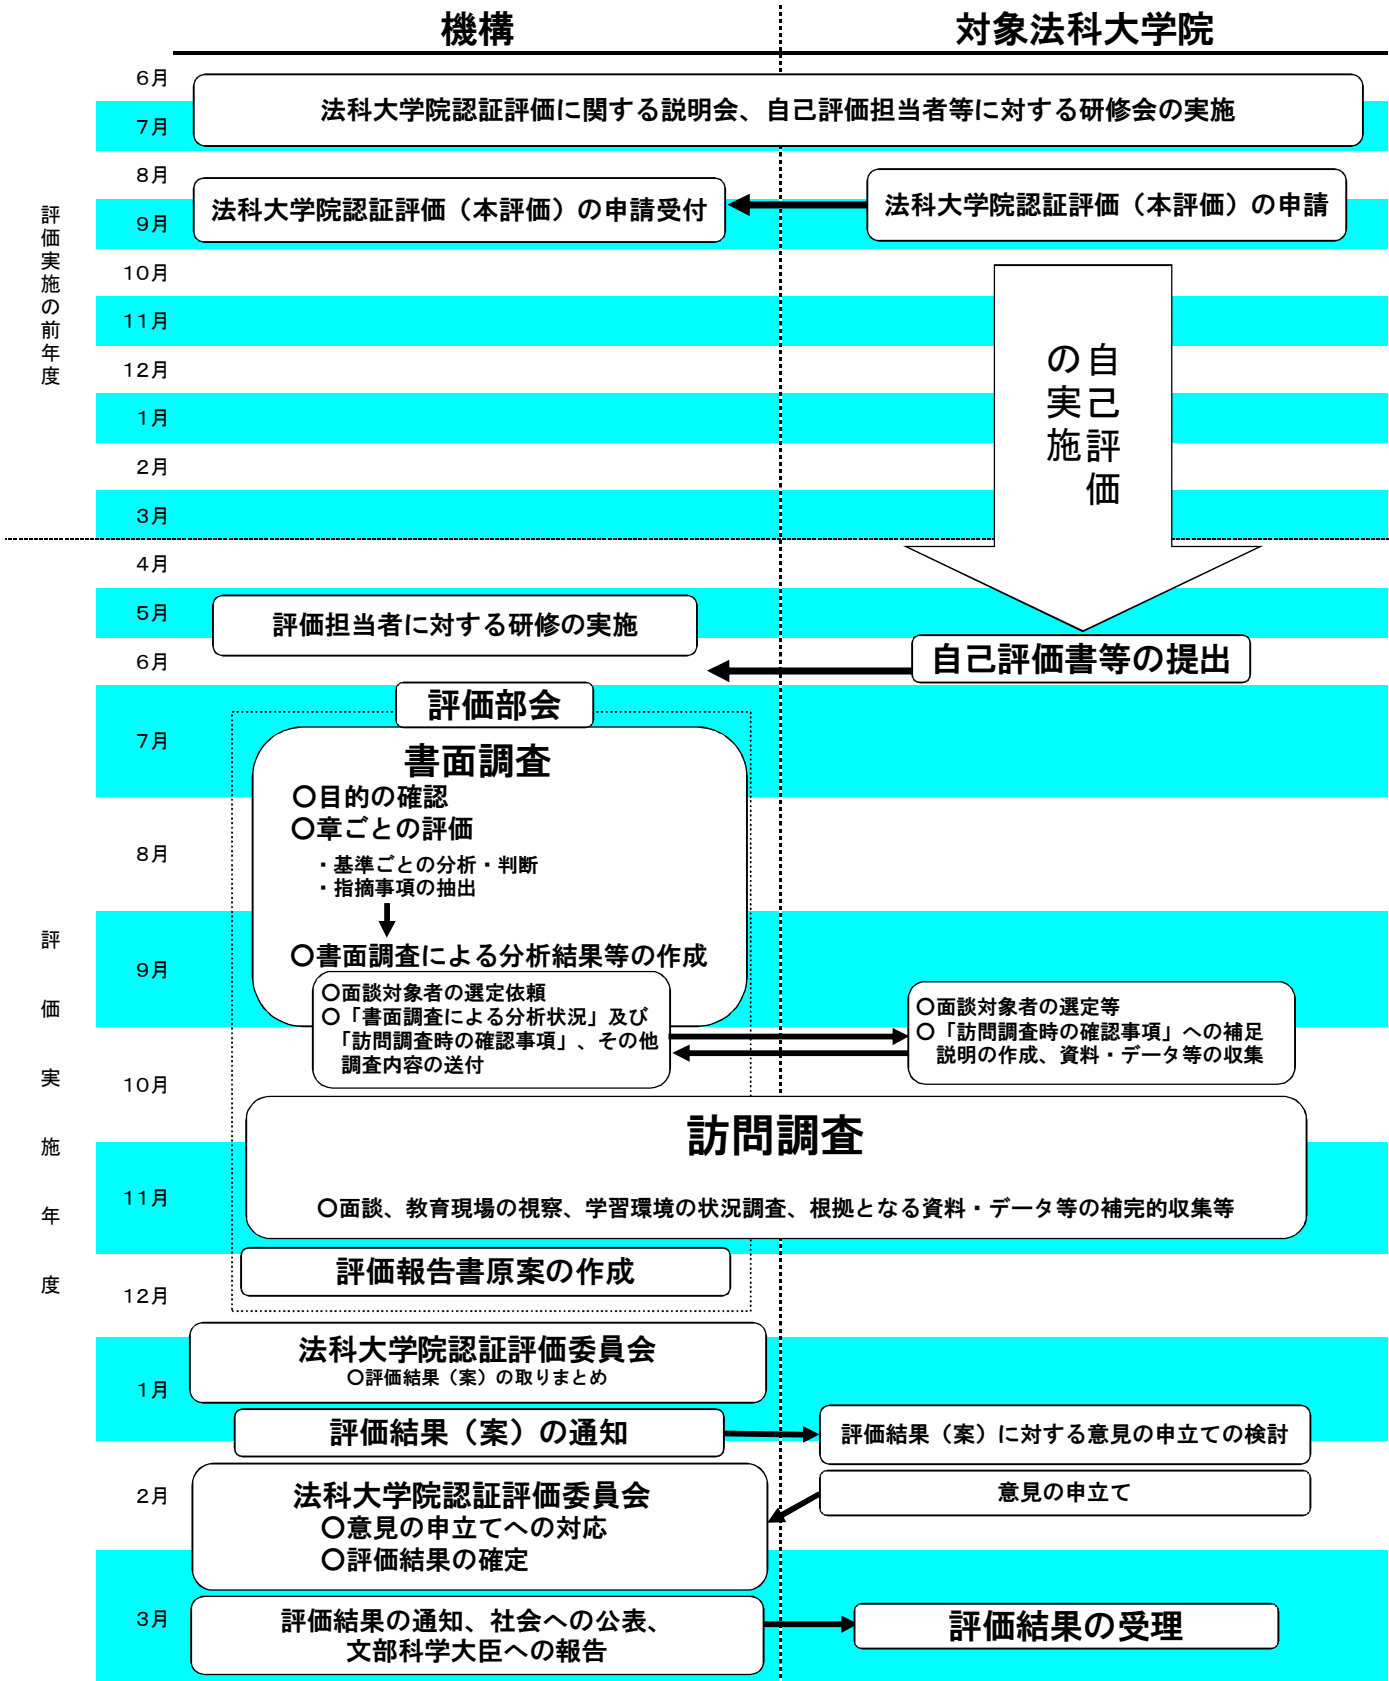 機構
対象法科大学院
評価実施の前年度
6月
7月
法科大学院認証評価に関する説明会、自己評価担当者等に対する研修会の実施
8月
9月
法科大学院認証評価（本評価）の申請受付
法科大学院認証評価（本評価）の申請
10月
11月
12月
1月
2月
3月
自己評価
の実施
評価実施年度
4月
5月
評価担当者に対する研修の実施
6月
自己評価書等の提出
評価部会
7月
書面調査
〇目的の確認
〇章ごとの評価
8月
・基準ごとの分析・判断
・指摘事項の抽出
〇書面調査による分析結果等の作成
9月
〇面談対象者の選定依頼
〇「書面調査による分析状況」及び
「訪問調査時の確認事項」、その他
調査内容の送付
〇面談対象者の選定等
〇「訪問調査時の確認事項」への補足
説明の作成、資料・データ等の収集
10月
訪問調査
11月
〇面談、教育現場の視察、学習環境の状況調査、根拠となる資料・データ等の補完的収集等
評価報告書原案の作成
12月
法科大学院認証評価委員会
〇評価結果（案）の取りまとめ
1月
評価結果（案）の通知
評価結果（案）に対する意見の申立ての検討
2月
法科大学院認証評価委員会
〇意見の申立てへの対応
〇評価結果の確定
意見の申立て
3月
評価結果の通知、社会への公表、
文部科学大臣への報告
評価結果の受理